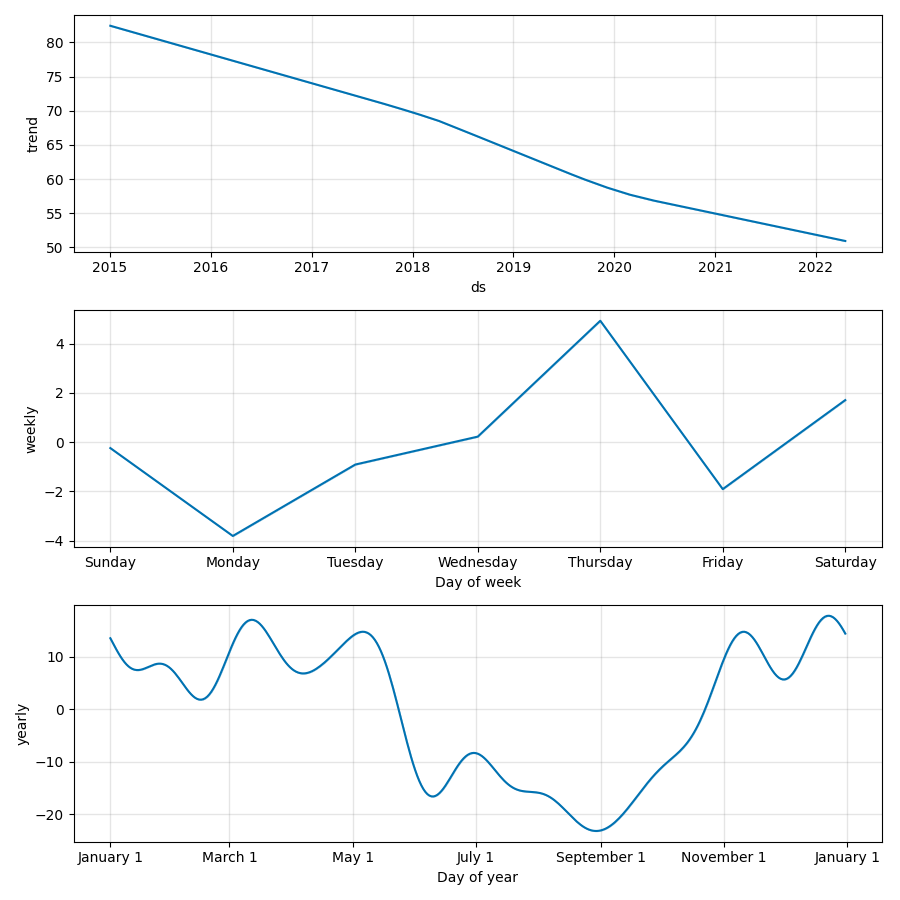 80
75
70
65
60
55
50
trend
2015 2016 2017 2018 2019 2020 2021 2022
ds
4
2
0
−2
−4
weekly
Sunday Monday Tuesday Wednesday Thursday Friday Saturday
Day of week
10
0
−10
−20
yearly
January 1 March 1 May 1 July 1 September 1 November 1 January 1
Day of year